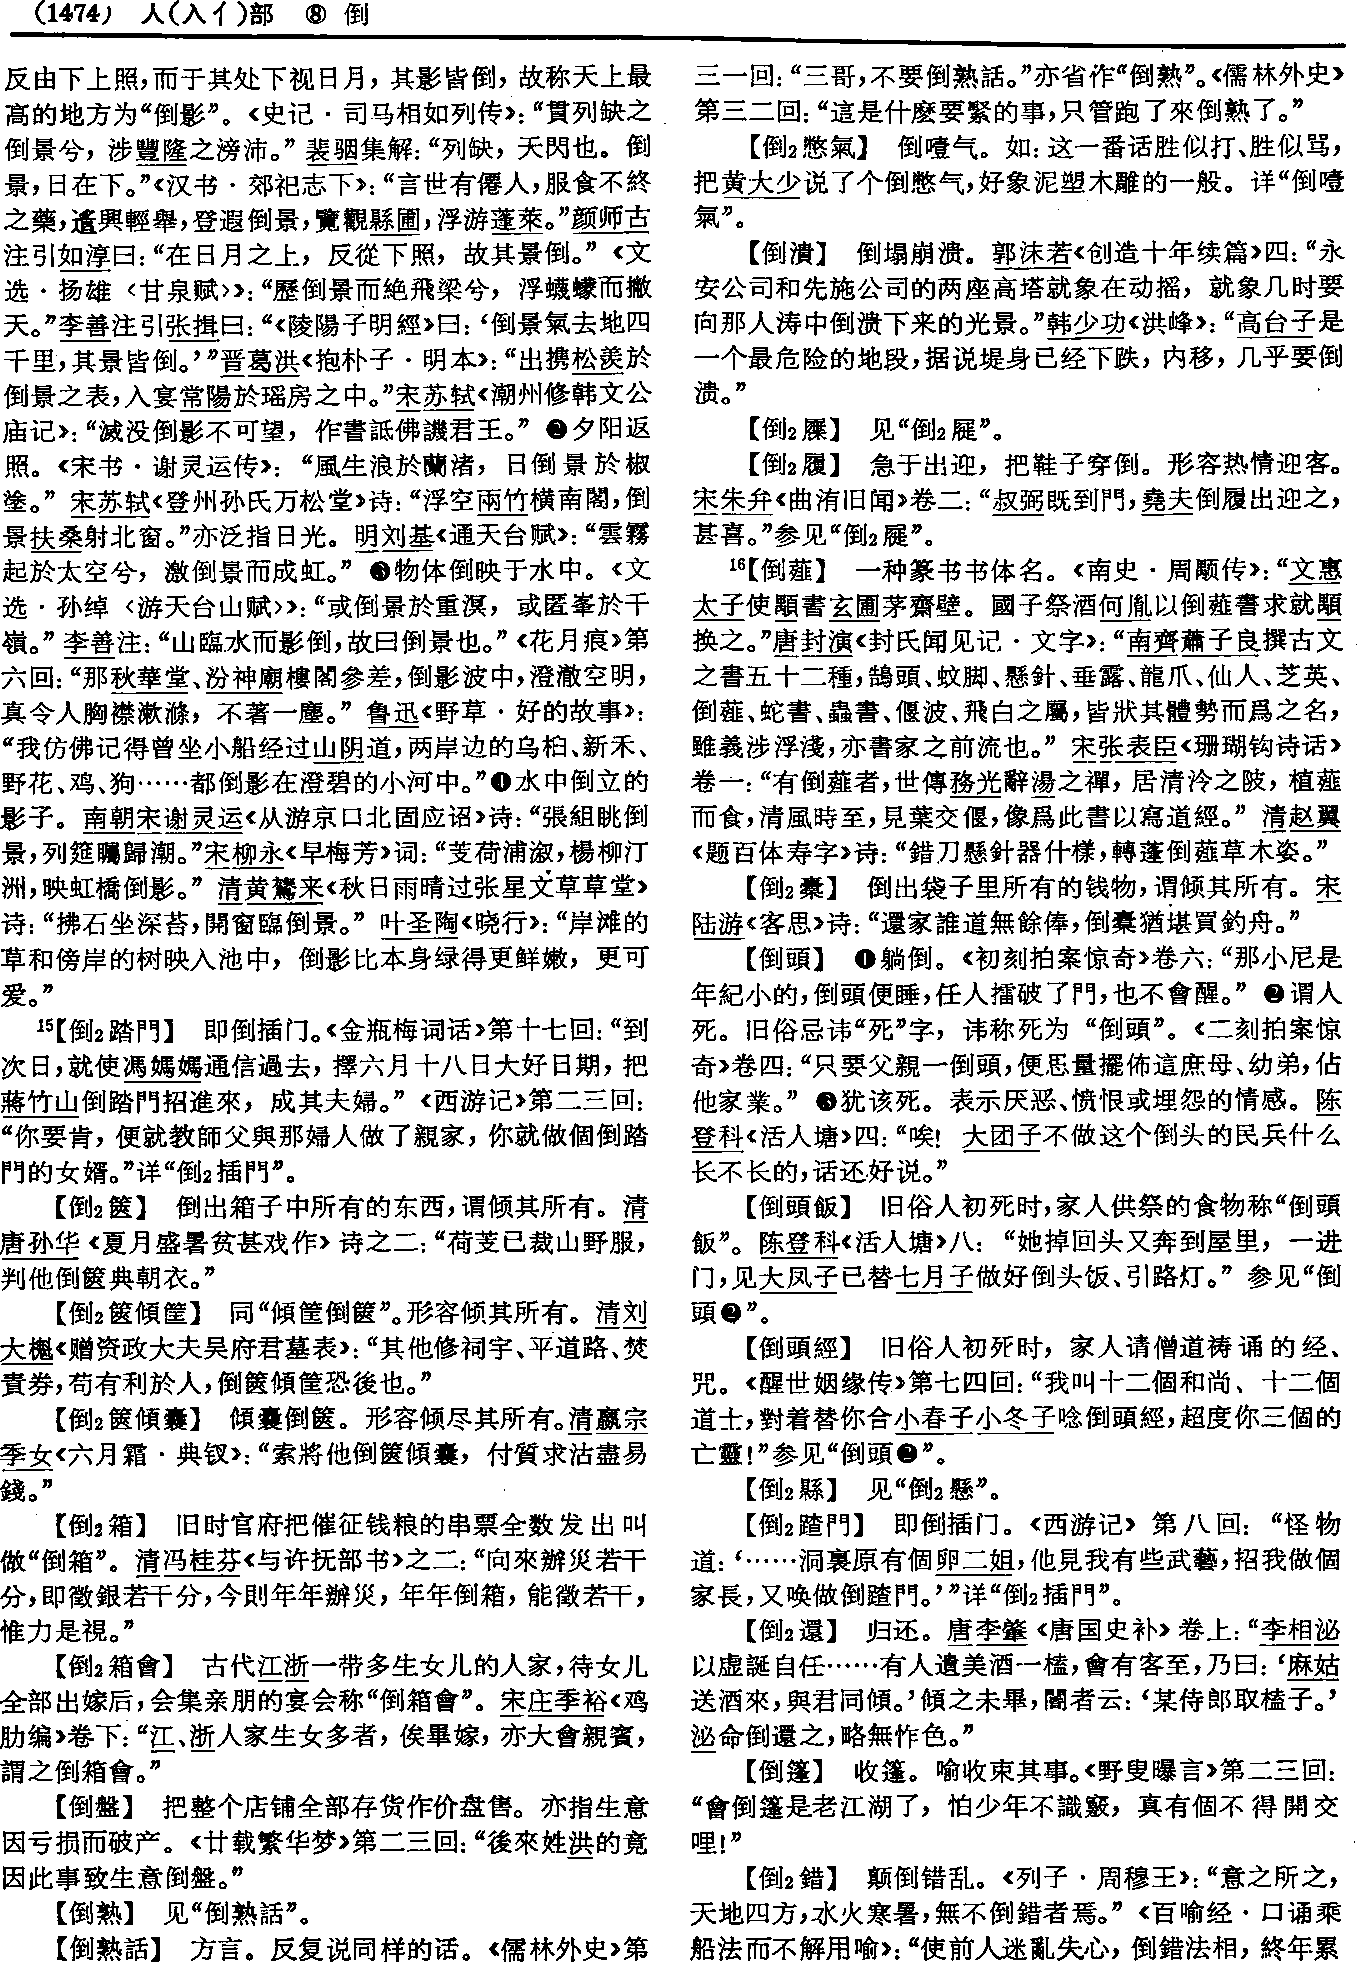 （1474） 人（入亻）部 ⑧ 倒
反由下上照，而于其处下视日月，其影皆倒，故称天上最
高的地方为“倒影”。《史记·司马相如列传》：“貫列缺之
倒景兮，涉豐隆之滂沛。”裴骃集解：“列缺，天閃也。倒
景，日在下。”《汉书·郊祀志下》：“言世有僊人，服食不終
之藥，遙興輕舉，登遐倒景，覽觀縣圃，浮游蓬萊。”颜师古
注引如淳曰：“在日月之上，反從下照，故其景倒。”《文
选·扬雄〈甘泉赋〉》：“歷倒景而絶飛梁兮，浮蠛蠓而撇
天。”李善注引张揖曰：“《陵陽子明經》曰：‘倒景氣去地四
千里，其景皆倒。’”晋葛洪《抱朴子·明本》：“出携松羡於
倒景之表，入宴常陽於瑶房之中。”宋苏轼《潮州修韩文公
庙记》：“滅没倒影不可望，作書詆佛譏君王。”❷夕阳返
照。《宋书·谢灵运传》：“風生浪於蘭渚，日倒景於椒
塗。”宋苏轼《登州孙氏万松堂》诗：“浮空兩竹横南閣，倒
景扶桑射北窗。”亦泛指日光。明刘基《通天台赋》：“雲霧
起於太空兮，激倒景而成虹。”❸物体倒映于水中。《文
选·孙绰〈游天台山赋〉》：“或倒景於重溟，或匿峯於千
嶺。”李善注：“山臨水而影倒，故曰倒景也。”《花月痕》第
六回：“那秋華堂、汾神廟樓閣參差，倒影波中，澄澈空明，
真令人胸襟漱滌，不著一塵。”鲁迅《野草·好的故事》：
“我仿佛记得曾坐小船经过山阴道，两岸边的乌桕、新禾、
野花、鸡、狗……都倒影在澄碧的小河中。”❹水中倒立的
影子。南朝宋谢灵运《从游京口北固应诏》诗：“張組眺倒
景，列筵矚歸潮。”宋柳永《早梅芳》词：“芰荷浦溆，楊柳汀
洲，映虹橋倒影。”清黄鷟来《秋日雨晴过张星文草草堂》
诗：“拂石坐深苔，開窗臨倒景。”叶圣陶《晓行》：“岸滩的
草和傍岸的树映入池中，倒影比本身绿得更鲜嫩，更可
爱。”
15【倒₂踏門】 即倒插门。《金瓶梅词话》第十七回：“到
次日，就使馮媽媽通信過去，擇六月十八日大好日期，把
蔣竹山倒踏門招進來，成其夫婦。”《西游记》第二三回：
“你要肯，便就教師父與那婦人做了親家，你就做個倒踏
門的女婿。”详“倒₂插門”。
【倒₂篋】 倒出箱子中所有的东西，谓倾其所有。清
唐孙华《夏月盛暑贫甚戏作》诗之二：“荷芰已裁山野服，
判他倒篋典朝衣。”
【倒₂篋傾筐】 同“傾筐倒篋”。形容倾其所有。清刘
大櫆《赠资政大夫吴府君墓表》：“其他修祠宇、平道路、焚
責券，苟有利於人，倒篋傾筐恐後也。”
【倒₂篋傾囊】 傾囊倒篋。形容倾尽其所有。清嬴宗
季女《六月霜·典钗》：“索將他倒篋傾囊，付質求沽盡易
錢。”
【倒₂箱】 旧时官府把催征钱粮的串票全数发出叫
做“倒箱”。清冯桂芬《与许抚部书》之二：“向來辦災若干
分，即徵銀若干分，今則年年辦災，年年倒箱，能徵若干，
惟力是視。”
【倒₂箱會】 古代江浙一带多生女儿的人家，待女儿
全部出嫁后，会集亲朋的宴会称“倒箱會”。宋庄季裕《鸡
肋编》卷下：“江、浙人家生女多者，俟畢嫁，亦大會親賓，
謂之倒箱會。”
【倒盤】 把整个店铺全部存货作价盘售。亦指生意
因亏损而破产。《廿载繁华梦》第二三回：“後來姓洪的竟
因此事致生意倒盤。”
【倒熟】 见“倒熟話”。
【倒熟話】 方言。反复说同样的话。《儒林外史》第
三一回：“三哥，不要倒熟話。”亦省作“倒熟”。《儒林外史》
第三二回：“這是什麽要緊的事，只管跑了來倒熟了。”
【倒₂憋氣】 倒噎气。如：这一番话胜似打、胜似骂，
把黄大少说了个倒憋气，好象泥塑木雕的一般。详“倒噎
氣”。
【倒潰】 倒塌崩溃。郭沫若《创造十年续篇》四：“永
安公司和先施公司的两座高塔就象在动摇，就象几时要
向那人涛中倒溃下来的光景。”韩少功《洪峰》：“高台子是
一个最危险的地段，据说堤身已经下跌，内移，几乎要倒
溃。”
【倒₂屧】 见“倒₂屣”。
【倒₂履】 急于出迎，把鞋子穿倒。形容热情迎客。
宋朱弁《曲洧旧闻》卷二：“叔弼既到門，堯夫倒履出迎之，
甚喜。”参见“倒₂屣”。
16【倒薤】 一种篆书书体名。《南史·周颙传》：“文惠
太子使顒書玄圃茅齋壁。國子祭酒何胤以倒薤書求就顒
换之。”唐封演《封氏闻见记·文字》：“南齊蕭子良撰古文
之書五十二種，鵠頭、蚊脚、懸針、垂露、龍爪、仙人、芝英、
倒薤、蛇書、蟲書、偃波、飛白之屬，皆狀其體勢而爲之名，
雖義涉浮淺，亦書家之前流也。”宋张表臣《珊瑚钩诗话》
卷一：“有倒薤者，世傳務光辭湯之禪，居清泠之陂，植薤
而食，清風時至，見葉交偃，像爲此書以寫道經。”清赵翼
《题百体寿字》诗：“錯刀懸針器什樣，轉蓬倒薤草木姿。”
【倒₂橐】 倒出袋子里所有的钱物，谓倾其所有。宋
陆游《客思》诗：“還家誰道無餘俸，倒橐猶堪買釣舟。”
【倒頭】 ❶躺倒。《初刻拍案惊奇》卷六：“那小尼是
年紀小的，倒頭便睡，任人擂破了門，也不會醒。”❷谓人
死。旧俗忌讳“死”字，讳称死为“倒頭”。《二刻拍案惊
奇》卷四：“只要父親一倒頭，便思量擺佈這庶母、幼弟，佔
他家業。”❸犹该死。表示厌恶、愤恨或埋怨的情感。陈
登科《活人塘》四：“唉！大团子不做这个倒头的民兵什么
长不长的，话还好说。”
【倒頭飯】 旧俗人初死时，家人供祭的食物称“倒頭
飯”。陈登科《活人塘》八：“她掉回头又奔到屋里，一进
门，见大凤子已替七月子做好倒头饭、引路灯。”参见“倒
頭❷”。
【倒頭經】 旧俗人初死时，家人请僧道祷诵的经、
咒。《醒世姻缘传》第七四回：“我叫十二個和尚、十二個
道士，對着替你合小春子小冬子唸倒頭經，超度你三個的
亡靈！”参见“倒頭❷”。
【倒₂縣】 见“倒₂懸”。
【倒₂蹅門】 即倒插门。《西游记》第八回：“怪物
道：‘……洞裏原有個卵二姐，他見我有些武藝，招我做個
家長，又唤做倒蹅門。’”详“倒₂插門”。
【倒₂還】 归还。唐李肇《唐国史补》卷上：“李相泌
以虚誕自任……有人遺美酒一榼，會有客至，乃曰：‘麻姑
送酒來，與君同傾。’傾之未畢，閽者云：‘某侍郎取榼子。’
泌命倒還之，略無怍色。”
【倒篷】 收篷。喻收束其事。《野叟曝言》第二三回：
“會倒篷是老江湖了，怕少年不識竅，真有個不得開交
哩！”
【倒₂錯】 颠倒错乱。《列子·周穆王》：“意之所之，
天地四方，水火寒暑，無不倒錯者焉。”《百喻经·口诵乘
船法而不解用喻》：“使前人迷亂失心，倒錯法相，終年累